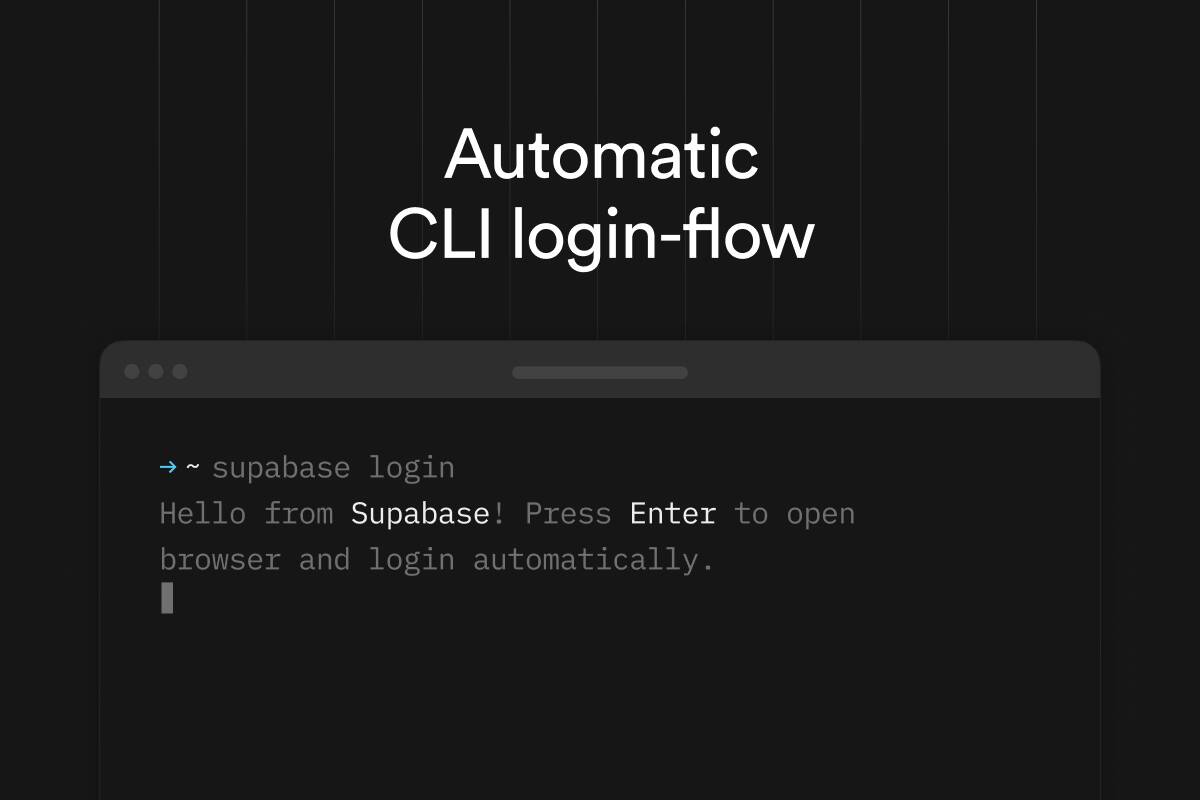 Automatic
CLI login-flow
→ ~ supabase login
Hello from Supabase! Press Enter to open
browser and login automatically.